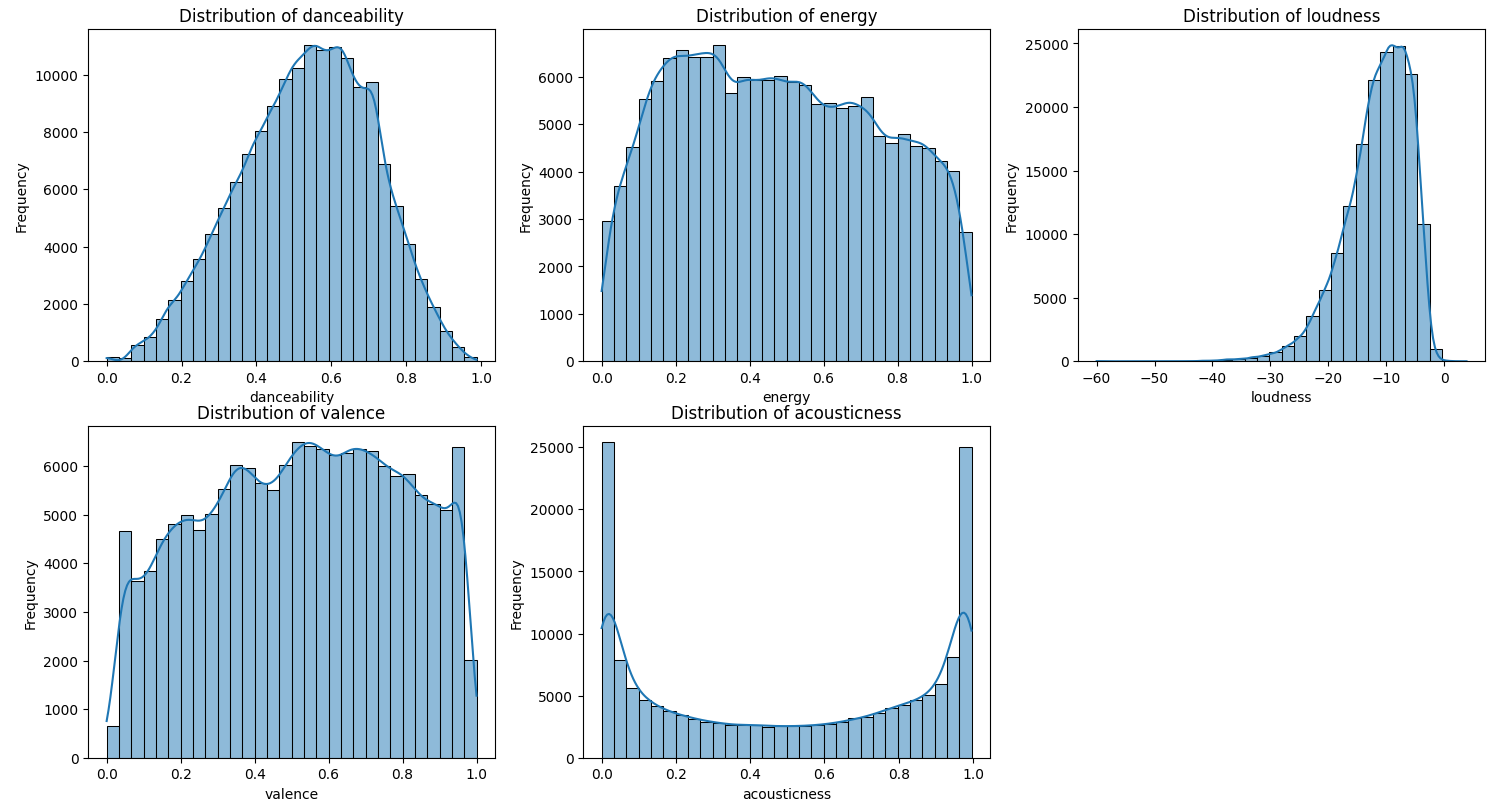 Distribution of danceability
Frequency
10000
8000
6000
4000
2000
0
0.0 0.2 0.4 0.6 0.8 1.0
danceability
Distribution of energy
Frequency
6000
5000
4000
3000
2000
1000
0
0.0 0.2 0.4 0.6 0.8 1.0
energy
Distribution of loudness
Frequency
25000
20000
15000
10000
5000
0
−60 −50 −40 −30 −20 −10 0
loudness
Distribution of valence
Frequency
6000
5000
4000
3000
2000
1000
0
0.0 0.2 0.4 0.6 0.8 1.0
valence
Distribution of acousticness
Frequency
25000
20000
15000
10000
5000
0
0.0 0.2 0.4 0.6 0.8 1.0
acousticness